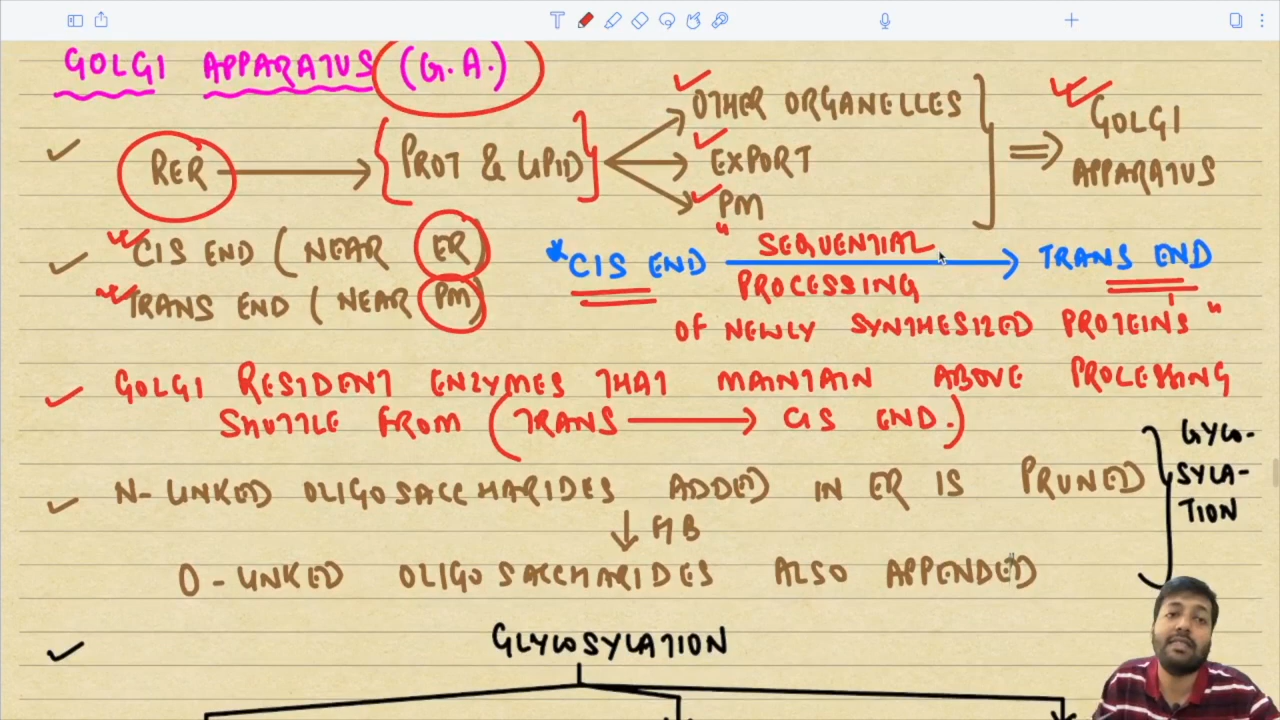 GOLGI APPARATUS (G.A.)
RER → {PROT & LIPID} → OTHER ORGANELLES
EXPORT
PM
⇒ GOLGI
APPARATUS
CIS END (NEAR ER)
TRANS END (NEAR PM)
*CIS END → TRANS END
" SEQUENTIAL
PROCESSING
OF NEWLY SYNTHESIZED PROTEINS "
GOLGI RESIDENT ENZYMES THAT MAINTAIN ABOVE PROCESSING
SHUTTLE FROM (TRANS → CIS END.)
N-LINKED OLIGOSACCHARIDES ADDED IN ER IS PRUNED
↓ F/B
O-LINKED OLIGOSACCHARIDES ALSO APPENDED
GLYCO-
SYLA-
TION
GLYCOSYLATION